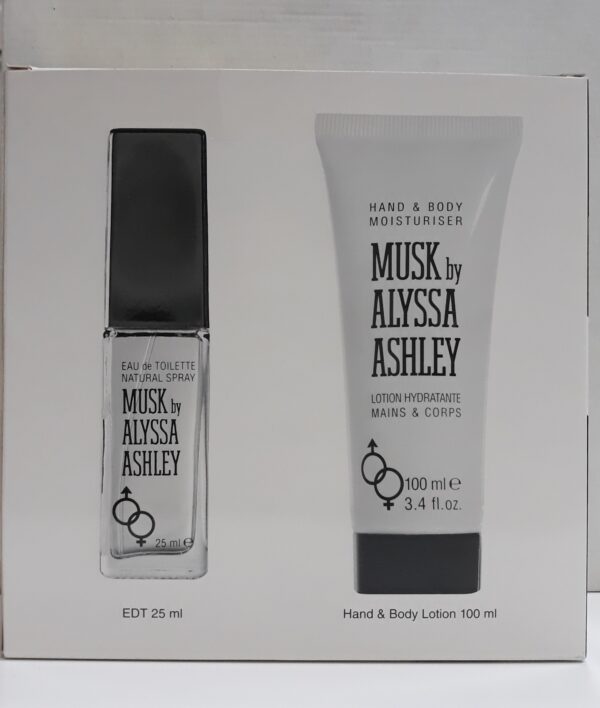 EAU de TOILETTE
NATURAL SPRAY
MUSK by
ALYSSA
ASHLEY
25 ml e
EDT 25 ml
HAND & BODY
MOISTURISER
MUSK by
ALYSSA
ASHLEY
LOTION HYDRATANTE
MAINS & CORPS
100 ml e
3.4 fl.oz.
Hand & Body Lotion 100 ml